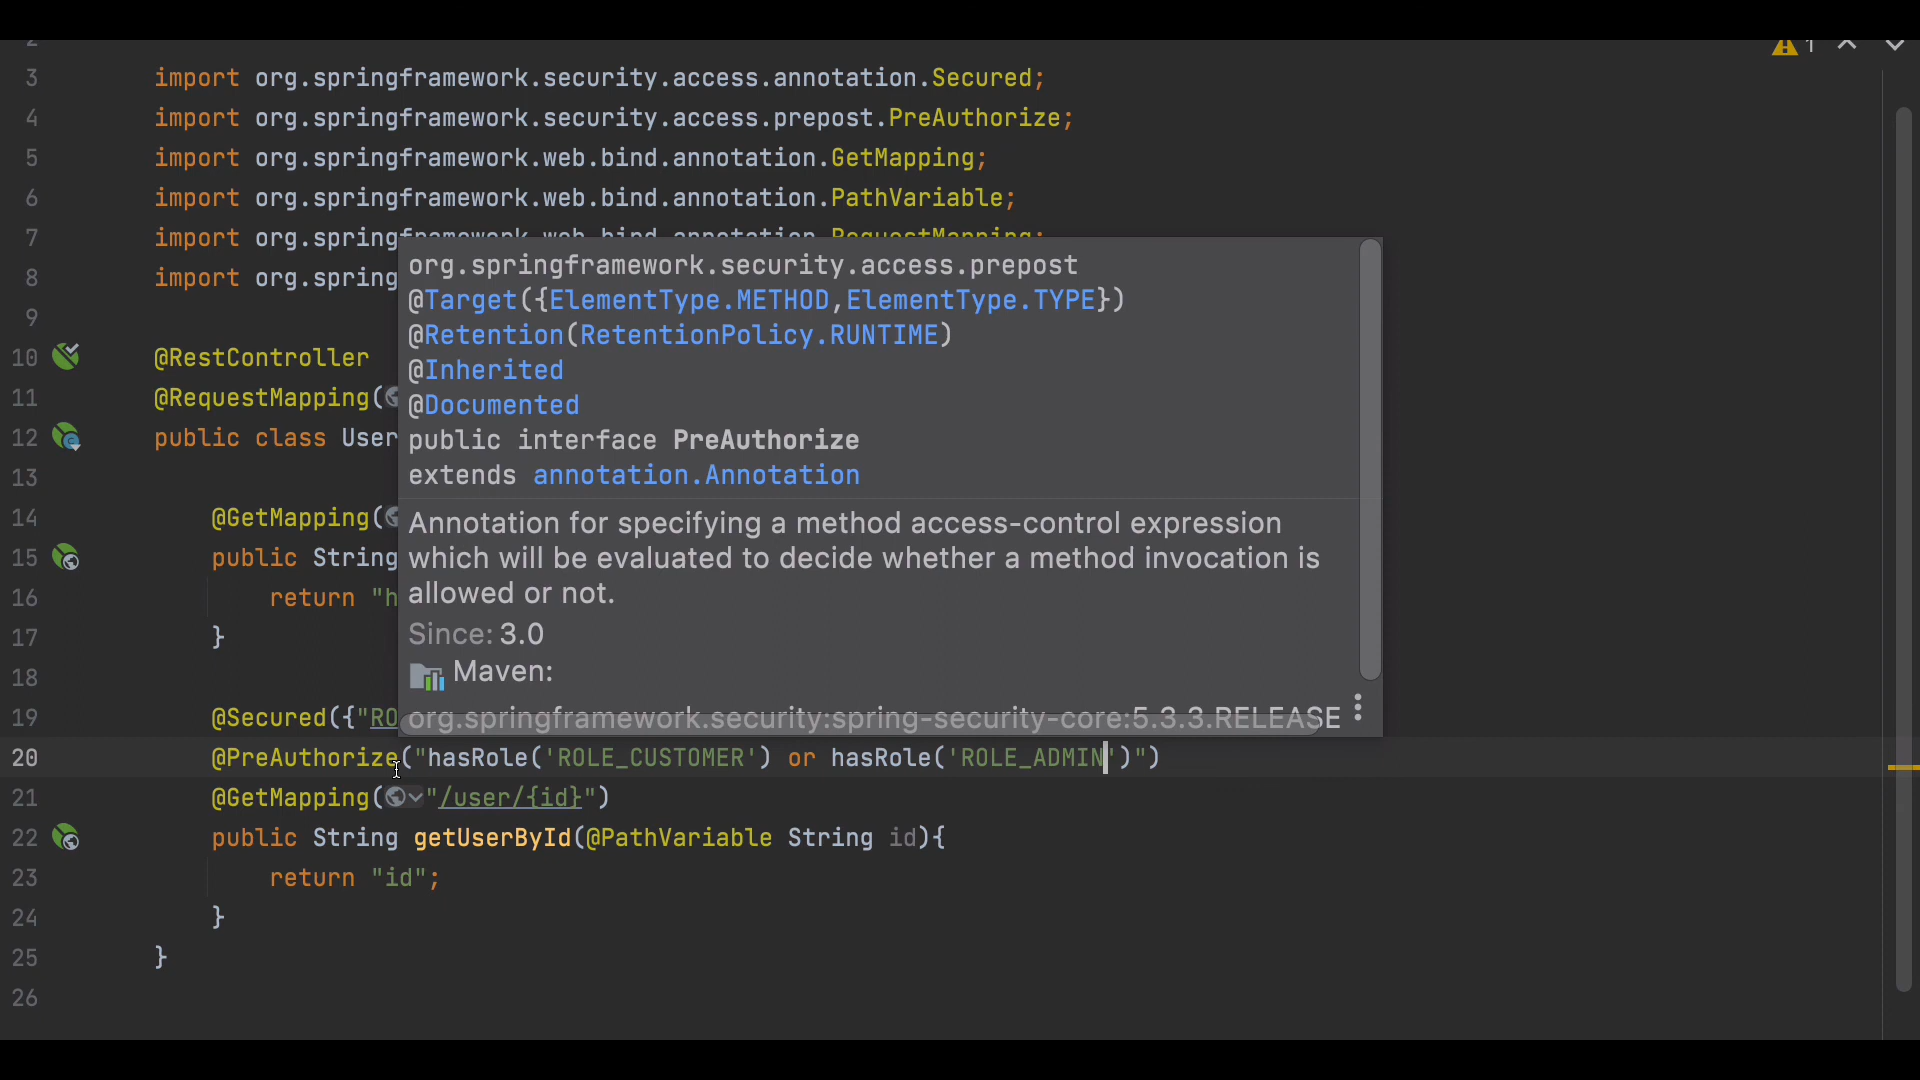 2
1
3 import org.springframework.security.access.annotation.Secured;
4 import org.springframework.security.access.prepost.PreAuthorize;
5 import org.springframework.web.bind.annotation.GetMapping;
6 import org.springframework.web.bind.annotation.PathVariable;
7 import org.springframework.web.bind.annotation.RequestMapping;
8 import org.spring
9
10 @RestController
11 @RequestMapping(
12 public class User
13
14 @GetMapping(
15 public String
16 return "h
17 }
18
19 @Secured({"RO
org.springframework.security.access.prepost
@Target({ElementType.METHOD,ElementType.TYPE})
@Retention(RetentionPolicy.RUNTIME)
@Inherited
@Documented
public interface PreAuthorize
extends annotation.Annotation
Annotation for specifying a method access-control expression
which will be evaluated to decide whether a method invocation is
allowed or not.
Since: 3.0
Maven:
org.springframework.security:spring-security-core:5.3.3.RELEASE
20 @PreAuthorize("hasRole('ROLE_CUSTOMER') or hasRole('ROLE_ADMIN')")
21 @GetMapping("/user/{id}")
22 public String getUserById(@PathVariable String id){
23 return "id";
24 }
25 }
26